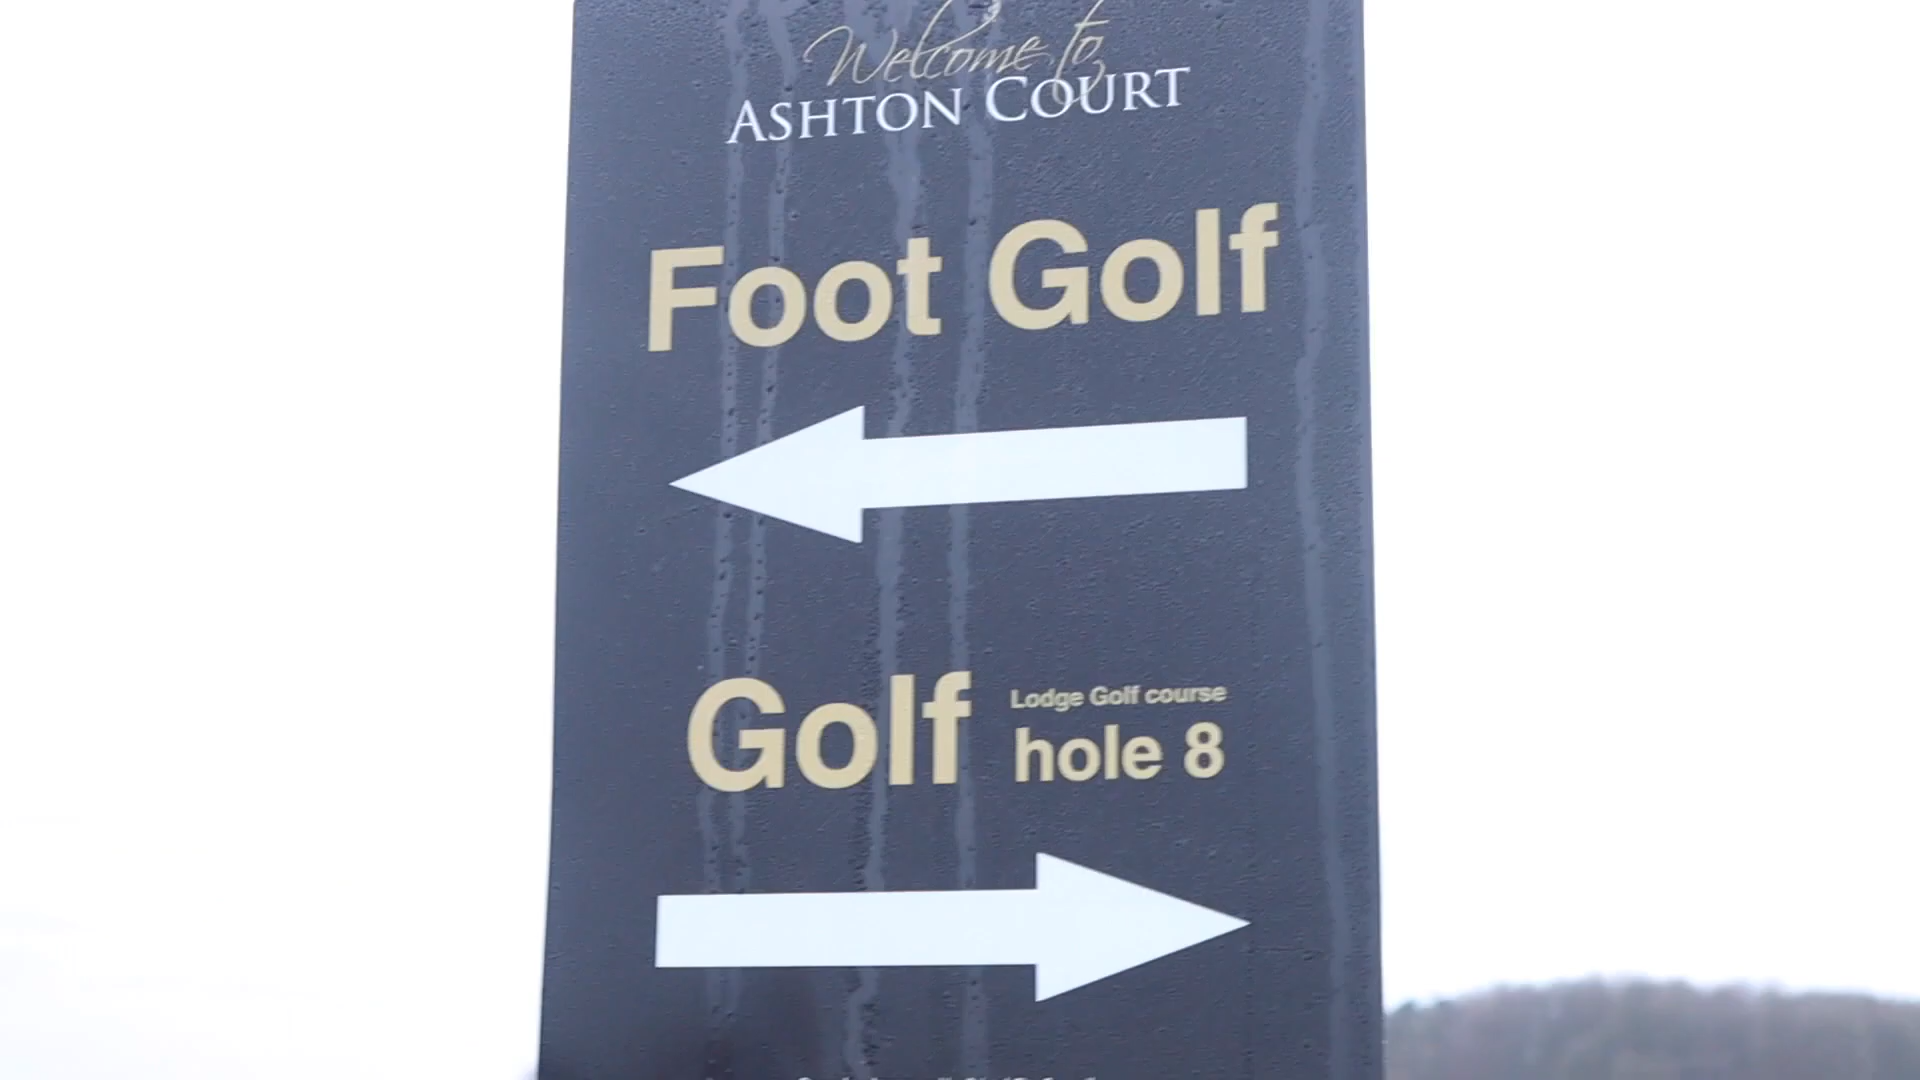 Welcome to
ASHTON COURT
Foot Golf
Golf
Lodge Golf course
hole 8